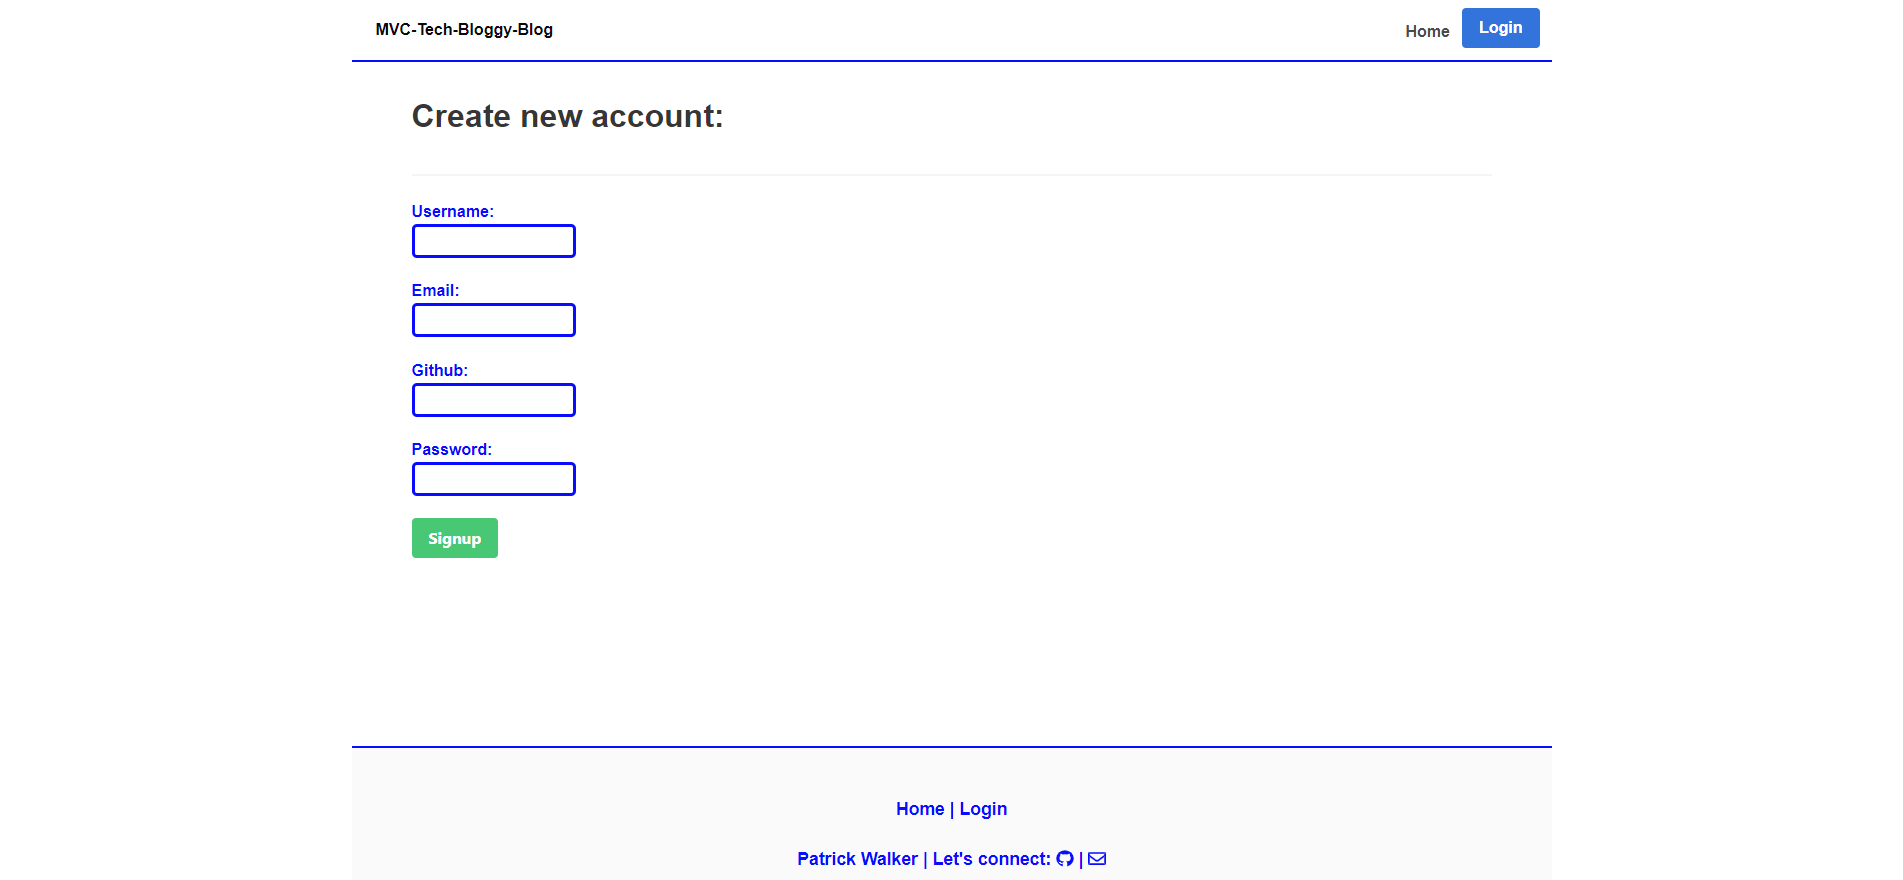 MVC-Tech-Bloggy-Blog
Home
Login
Create new account:
Username:
Email:
Github:
Password:
Signup
Home | Login
Patrick Walker | Let's connect: |